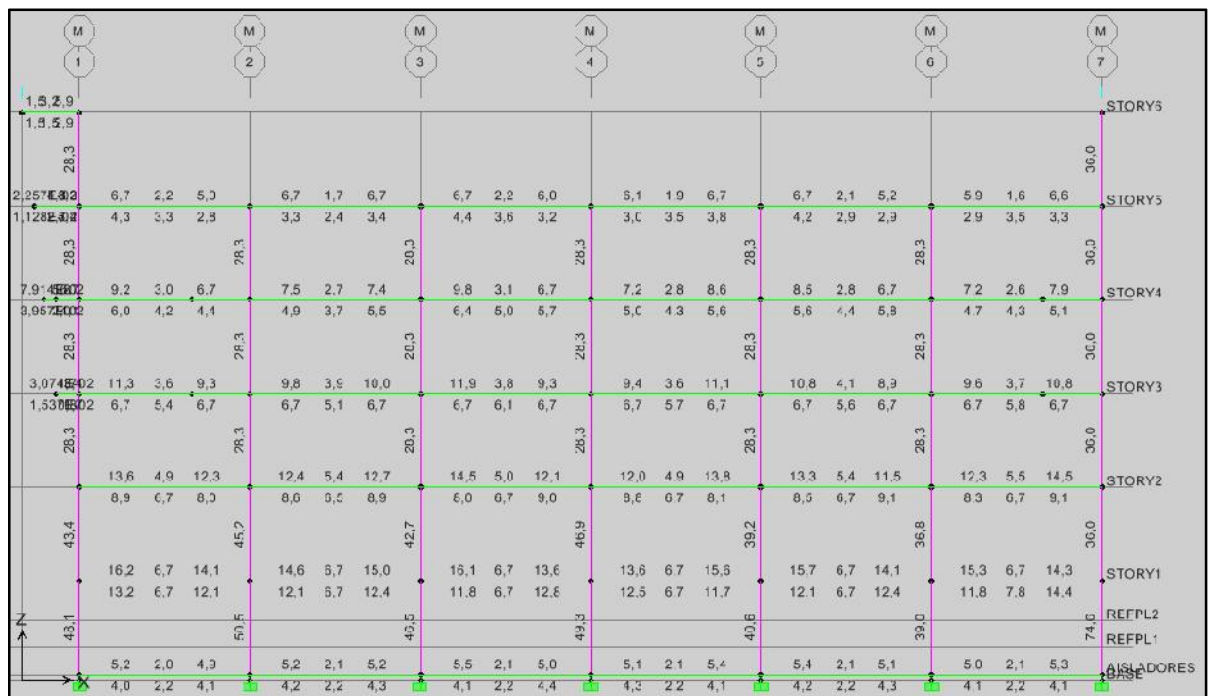 M M M M M M M
1 2 3 4 5 6 7
STORY6
28,3 36,0
6,7 2,2 5,0 6,7 1,7 6,7 6,7 2,2 6,0 6,1 1,9 6,7 6,7 2,1 5,2 5,9 1,6 6,6
STORY5
4,3 3,3 2,8 3,3 2,4 3,4 4,4 3,6 3,2 3,0 3,5 3,8 4,2 2,9 2,9 2,9 3,5 3,3
28,3 28,3 28,3 28,3 28,3 36,0
9,2 3,0 6,7 7,5 2,7 7,4 9,8 3,1 6,7 7,2 2,8 8,6 8,5 2,8 6,7 7,2 2,6 7,9
STORY4
6,0 4,2 4,4 4,9 3,7 5,5 6,4 5,0 5,7 5,0 4,3 5,6 5,6 4,4 5,8 4,7 4,3 5,1
28,3 28,3 28,3 28,3 28,3 36,0
11,3 3,6 9,3 9,8 3,9 10,0 11,9 3,8 9,3 9,4 3,6 11,1 10,8 4,1 8,9 9,6 3,7 10,8
STORY3
6,7 5,4 6,7 6,7 5,1 6,7 6,7 6,1 6,7 6,7 5,7 6,7 6,7 5,6 6,7 6,7 5,8 6,7
28,3 28,3 28,3 28,3 28,3 36,0
13,6 4,9 12,3 12,4 5,4 12,7 14,5 5,0 12,1 12,0 4,9 13,8 13,3 5,4 11,5 12,3 5,5 14,5
STORY2
8,9 6,7 8,0 8,6 6,5 8,9 8,0 6,7 9,0 8,8 6,7 8,1 8,5 6,7 9,1 8,3 6,7 9,1
43,4 45,2 42,7 46,9 39,2 36,8 36,0
16,2 6,7 14,1 14,6 6,7 15,0 16,1 6,7 13,6 13,6 6,7 15,6 15,7 6,7 14,1 15,3 6,7 14,3
STORY1
13,2 6,7 12,1 12,1 6,7 12,4 11,8 6,7 12,8 12,5 6,7 11,7 12,1 6,7 12,4 11,8 7,8 14,4
REFPL2
Z
REFPL1
5,2 2,0 4,9 5,2 2,1 5,2 5,5 2,1 5,0 5,1 2,1 5,4 5,4 2,1 5,1 5,0 2,1 5,3
AISLADORES
BASE
X
4,0 2,2 4,1 4,2 2,2 4,3 4,1 2,2 4,4 4,3 2,2 4,1 4,2 2,2 4,3 4,1 2,2 4,1